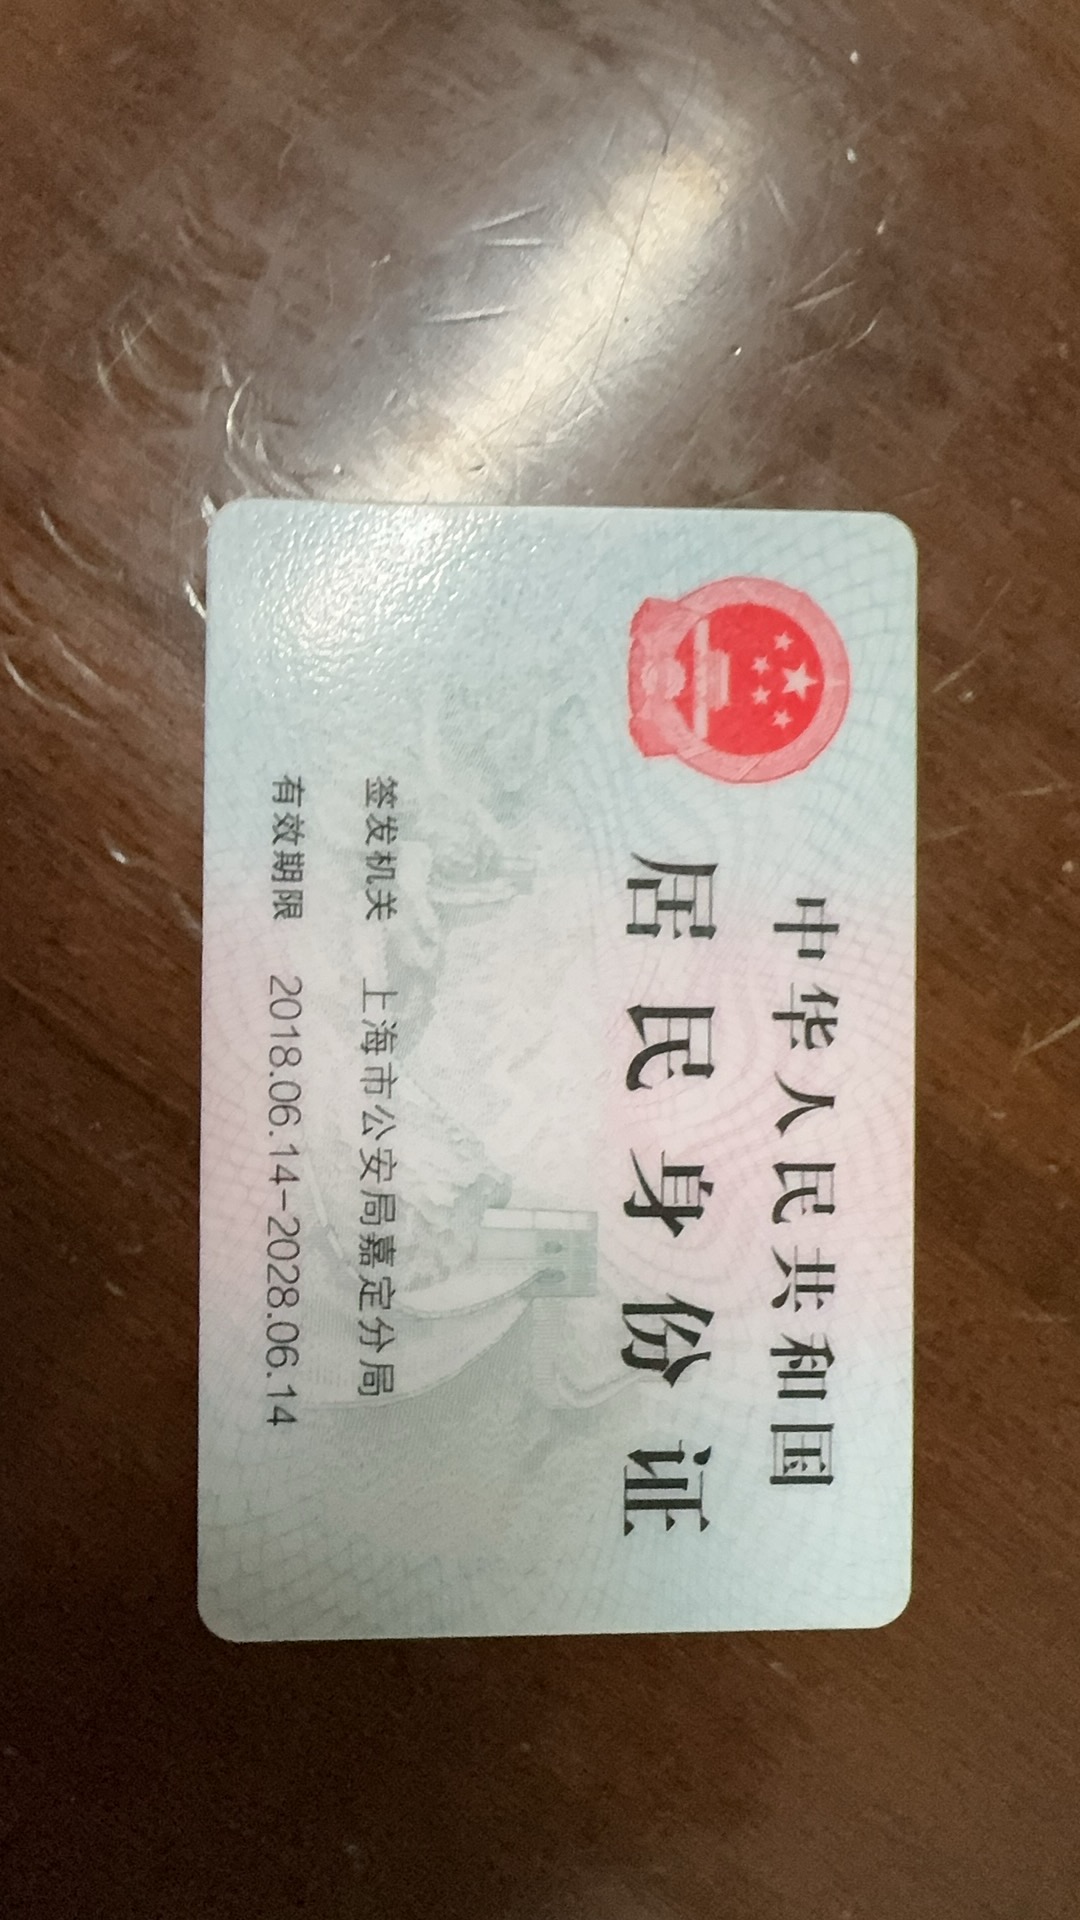 中华人民共和国
居民身份证
签发机关 上海市公安局嘉定分局
有效期限 2018.06.14-2028.06.14